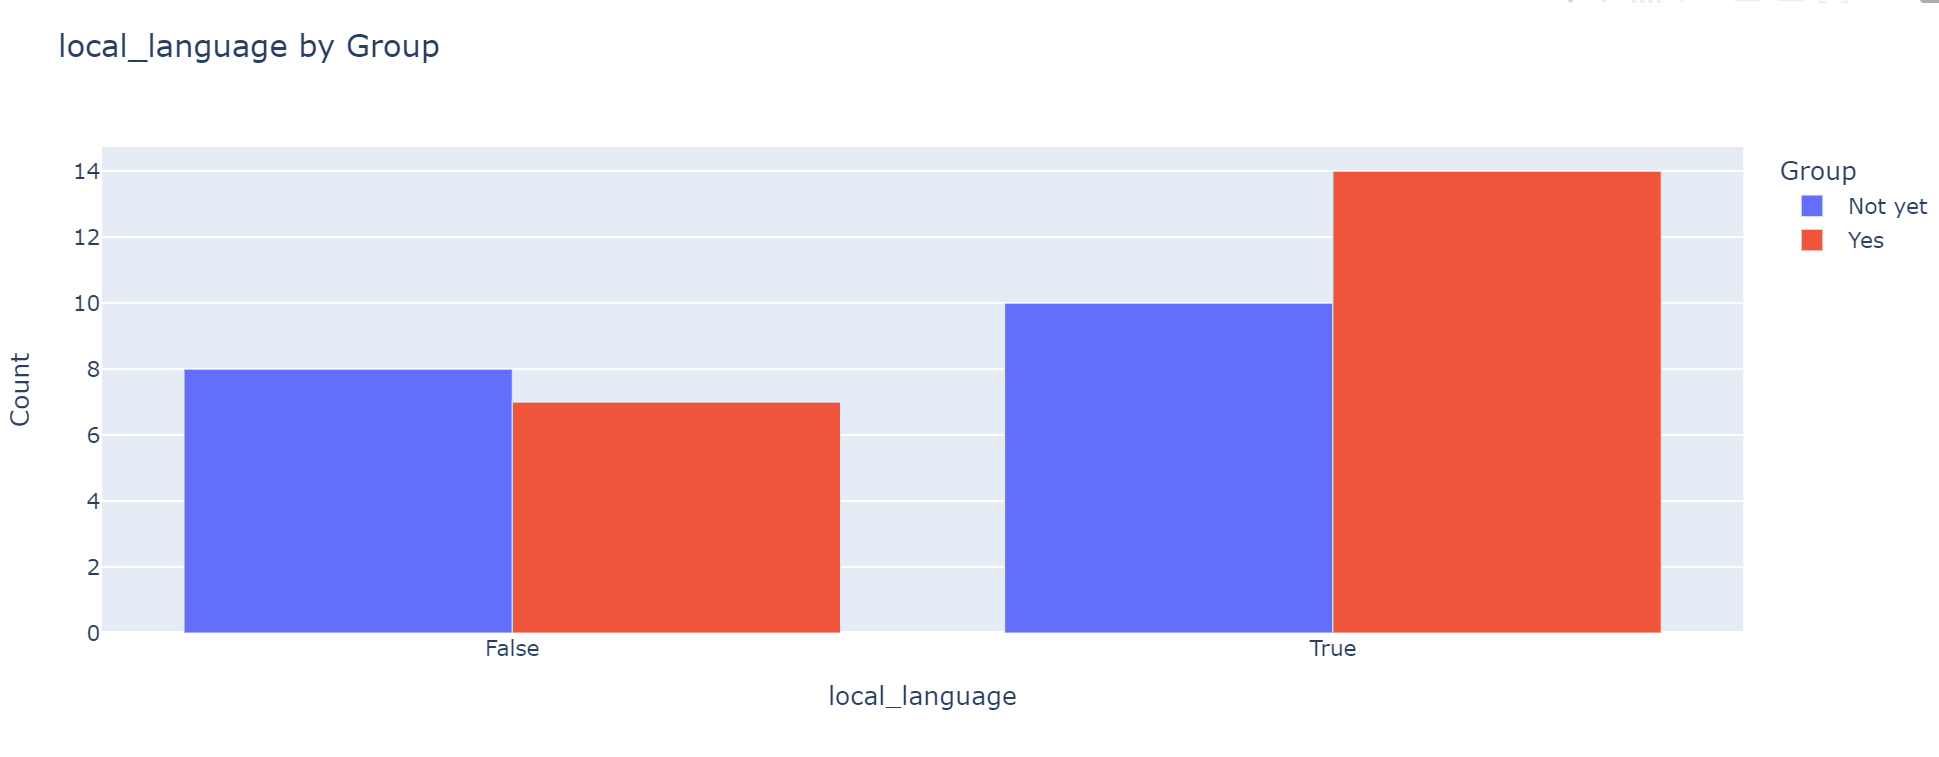 local_language by Group
14
12
10
8
6
4
2
0
Count
False
True
local_language
Group
Not yet
Yes